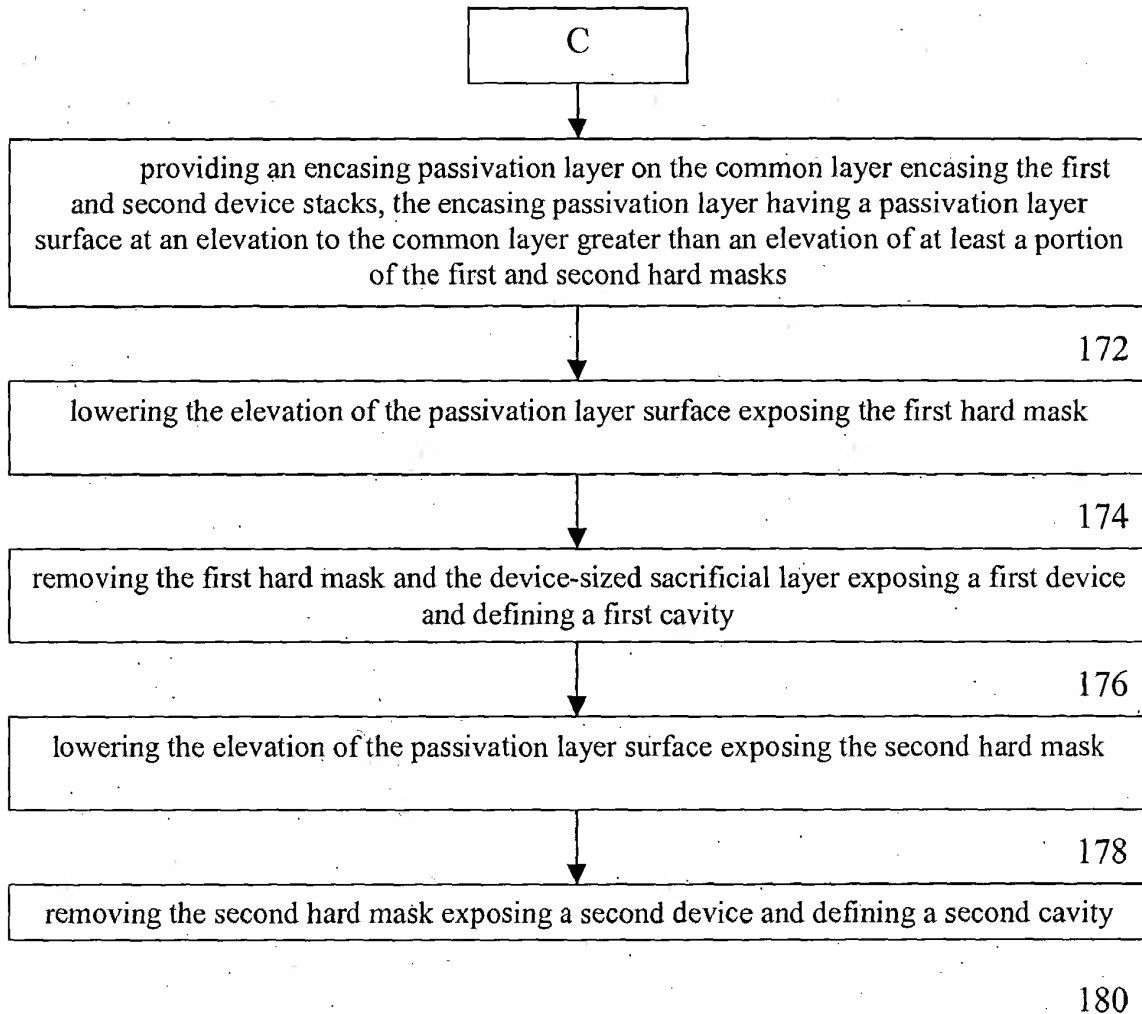 C
providing an encasing passivation layer on the common layer encasing the first
and second device stacks, the encasing passivation layer having a passivation layer
surface at an elevation to the common layer greater than an elevation of at least a portion
of the first and second hard masks
172
lowering the elevation of the passivation layer surface exposing the first hard mask
174
removing the first hard mask and the device-sized sacrificial layer exposing a first device
and defining a first cavity
176
lowering the elevation of the passivation layer surface exposing the second hard mask
178
removing the second hard mask exposing a second device and defining a second cavity
180